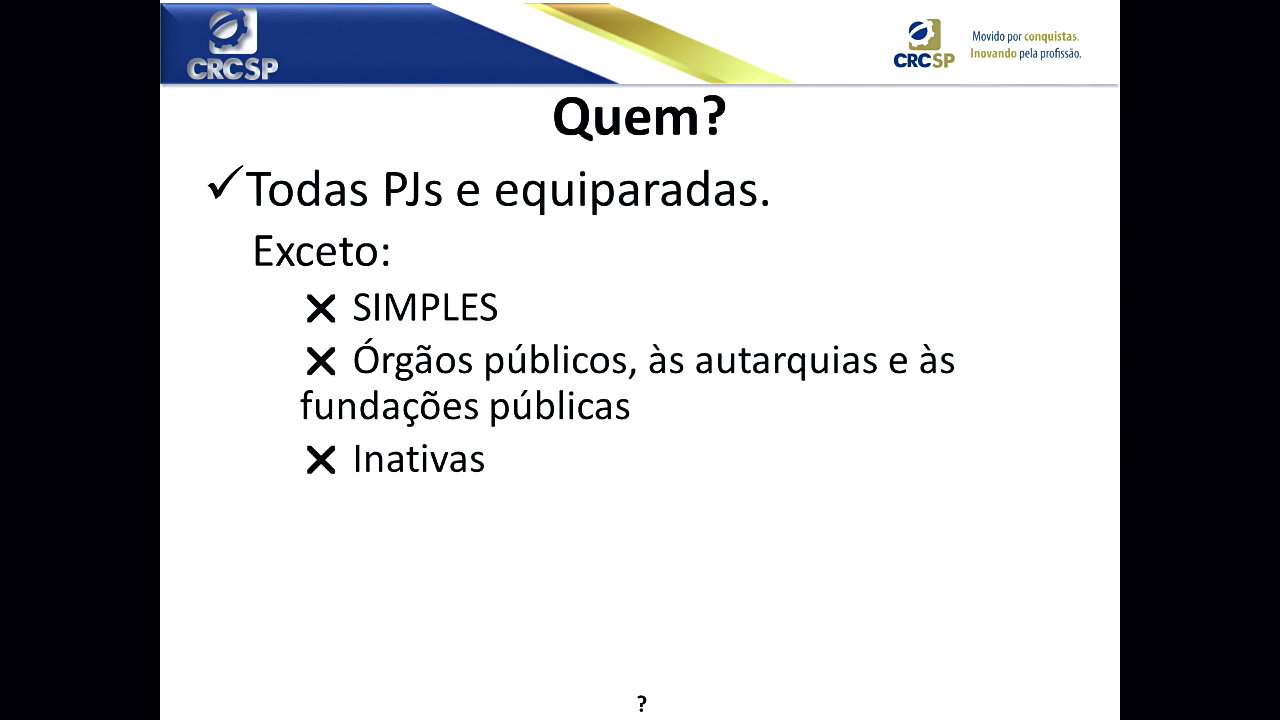 CRCSP
CRCSP
Movido por conquistas.
Inovando pela profissão.
Quem?
✓Todas PJs e equiparadas.
Exceto:
✕ SIMPLES
✕ Órgãos públicos, às autarquias e às
fundações públicas
✕ Inativas
?